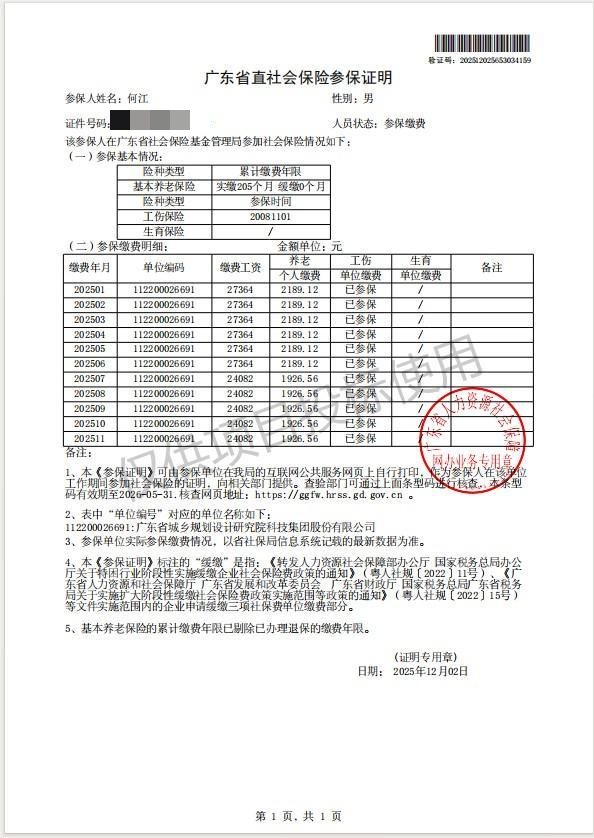 验证码：202512025653034159
广东省直社会保险参保证明
参保人姓名：何江 性别：男
证件号码： 人员状态：参保缴费
该参保人在广东省社会保险基金管理局参加社会保险情况如下：
（一）参保基本情况：
险种类型 累计缴费年限
基本养老保险 实缴205个月 缓缴0个月
险种类型 参保时间
工伤保险 20081101
生育保险 /
（二）参保缴费明细： 金额单位：元
缴费年月 单位编码 缴费工资 养老 工伤 生育 备注
个人缴费 单位缴费 单位缴费
202501 112200026691 27364 2189.12 已参保 /
202502 112200026691 27364 2189.12 已参保 /
202503 112200026691 27364 2189.12 已参保 /
202504 112200026691 27364 2189.12 已参保 /
202505 112200026691 27364 2189.12 已参保 /
202506 112200026691 27364 2189.12 已参保 /
202507 112200026691 24082 1926.56 已参保 /
202508 112200026691 24082 1926.56 已参保 /
202509 112200026691 24082 1926.56 已参保 /
202510 112200026691 24082 1926.56 已参保 /
202511 112200026691 24082 1926.56 已参保 /
仅供项目投标使用
广东省人力资源社会保障
网办业务专用章
备注：
1、本《参保证明》可由参保单位在我局的互联网公共服务网页上自行打印，作为参保人在该单位
工作期间参加社会保险的证明，向相关部门提供。查验部门可通过上面条型码进行核查，本条型
码有效期至2026-05-31.核查网页地址：https://ggfw.hrss.gd.gov.cn 。
2、表中“单位编号”对应的单位名称如下：
112200026691:广东省城乡规划设计研究院科技集团股份有限公司
3、参保单位实际参保缴费情况，以省社保局信息系统记载的最新数据为准。
4、本《参保证明》标注的“缓缴”是指：《转发人力资源社会保障部办公厅 国家税务总局办公
厅关于特困行业阶段性实施缓缴企业社会保险费政策的通知》（粤人社规〔2022〕11号）、《广
东省人力资源和社会保障厅 广东省发展和改革委员会 广东省财政厅 国家税务总局广东省税务
局关于实施扩大阶段性缓缴社会保险费政策实施范围等政策的通知》（粤人社规〔2022〕15号）
等文件实施范围内的企业申请缓缴三项社保费单位缴费部分。
5、基本养老保险的累计缴费年限已剔除已办理退保的缴费年限。
(证明专用章)
日期： 2025年12月02日
第 1 页，共 1 页